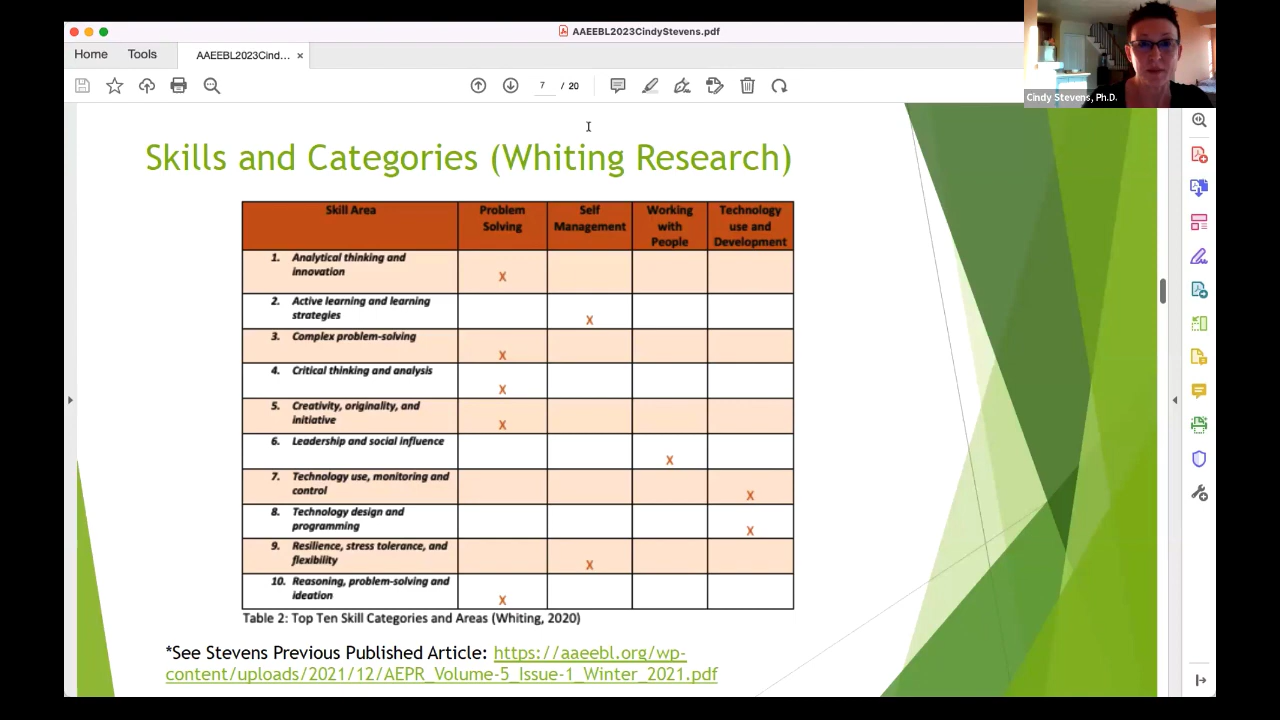 AAEEBL2023CindyStevens.pdf
Home Tools AAEEBL2023Cind... ×
7 / 20
Cindy Stevens, Ph.D.
Skills and Categories (Whiting Research)
Skill Area Problem Self Working Technology
Solving Management with use and
People Development
1. Analytical thinking and
innovation X
2. Active learning and learning
strategies X
3. Complex problem-solving
X
4. Critical thinking and analysis
X
5. Creativity, originality, and
initiative X
6. Leadership and social influence
X
7. Technology use, monitoring and
control X
8. Technology design and
programming X
9. Resilience, stress tolerance, and
flexibility X
10. Reasoning, problem-solving and
ideation X
Table 2: Top Ten Skill Categories and Areas (Whiting, 2020)
*See Stevens Previous Published Article: https://aaeebl.org/wp-
content/uploads/2021/12/AEPR_Volume-5_Issue-1_Winter_2021.pdf